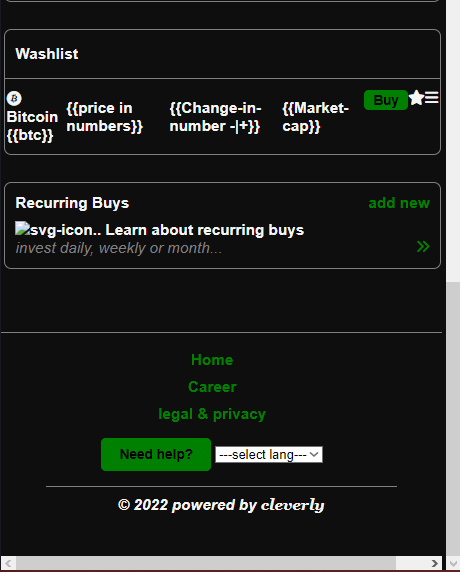 Washlist
Bitcoin {{btc}}
{{price in numbers}}
{{Change-in-number -|+}}
{{Market-cap}}
Buy
Recurring Buys
add new
svg-icon.. Learn about recurring buys
invest daily, weekly or month...
Home
Career
legal & privacy
Need help?
---select lang---
© 2022 powered by cleverly